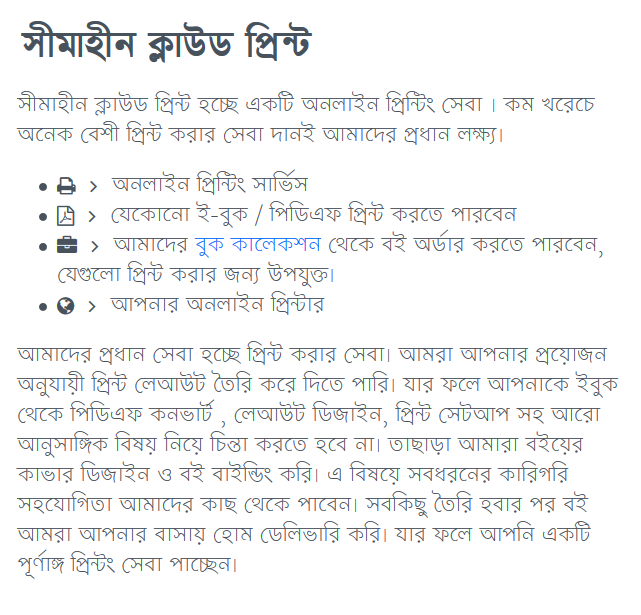 সীমাহীন ক্লাউড প্রিন্ট
সীমাহীন ক্লাউড প্রিন্ট হচ্ছে একটি অনলাইন প্রিন্টিং সেবা । কম খরেচে
অনেক বেশী প্রিন্ট করার সেবা দানই আমাদের প্রধান লক্ষ্য।
অনলাইন প্রিন্টিং সার্ভিস
যেকোনো ই-বুক / পিডিএফ প্রিন্ট করতে পারবেন
আমাদের বুক কালেকশন থেকে বই অর্ডার করতে পারবেন,
যেগুলো প্রিন্ট করার জন্য উপযুক্ত।
আপনার অনলাইন প্রিন্টার
আমাদের প্রধান সেবা হচ্ছে প্রিন্ট করার সেবা। আমরা আপনার প্রয়োজন
অনুযায়ী প্রিন্ট লেআউট তৈরি করে দিতে পারি। যার ফলে আপনাকে ইবুক
থেকে পিডিএফ কনভার্ট , লেআউট ডিজাইন, প্রিন্ট সেটআপ সহ আরো
আনুসাঙ্গিক বিষয় নিয়ে চিন্তা করতে হবে না। তাছাড়া আমারা বইয়ের
কাভার ডিজাইন ও বই বাইন্ডিং করি। এ বিষয়ে সবধরনের কারিগরি
সহযোগিতা আমাদের কাছ থেকে পাবেন। সবকিছু তৈরি হবার পর বই
আমরা আপনার বাসায় হোম ডেলিভারি করি। যার ফলে আপনি একটি
পূর্ণাঙ্গ প্রিন্টং সেবা পাচ্ছেন।